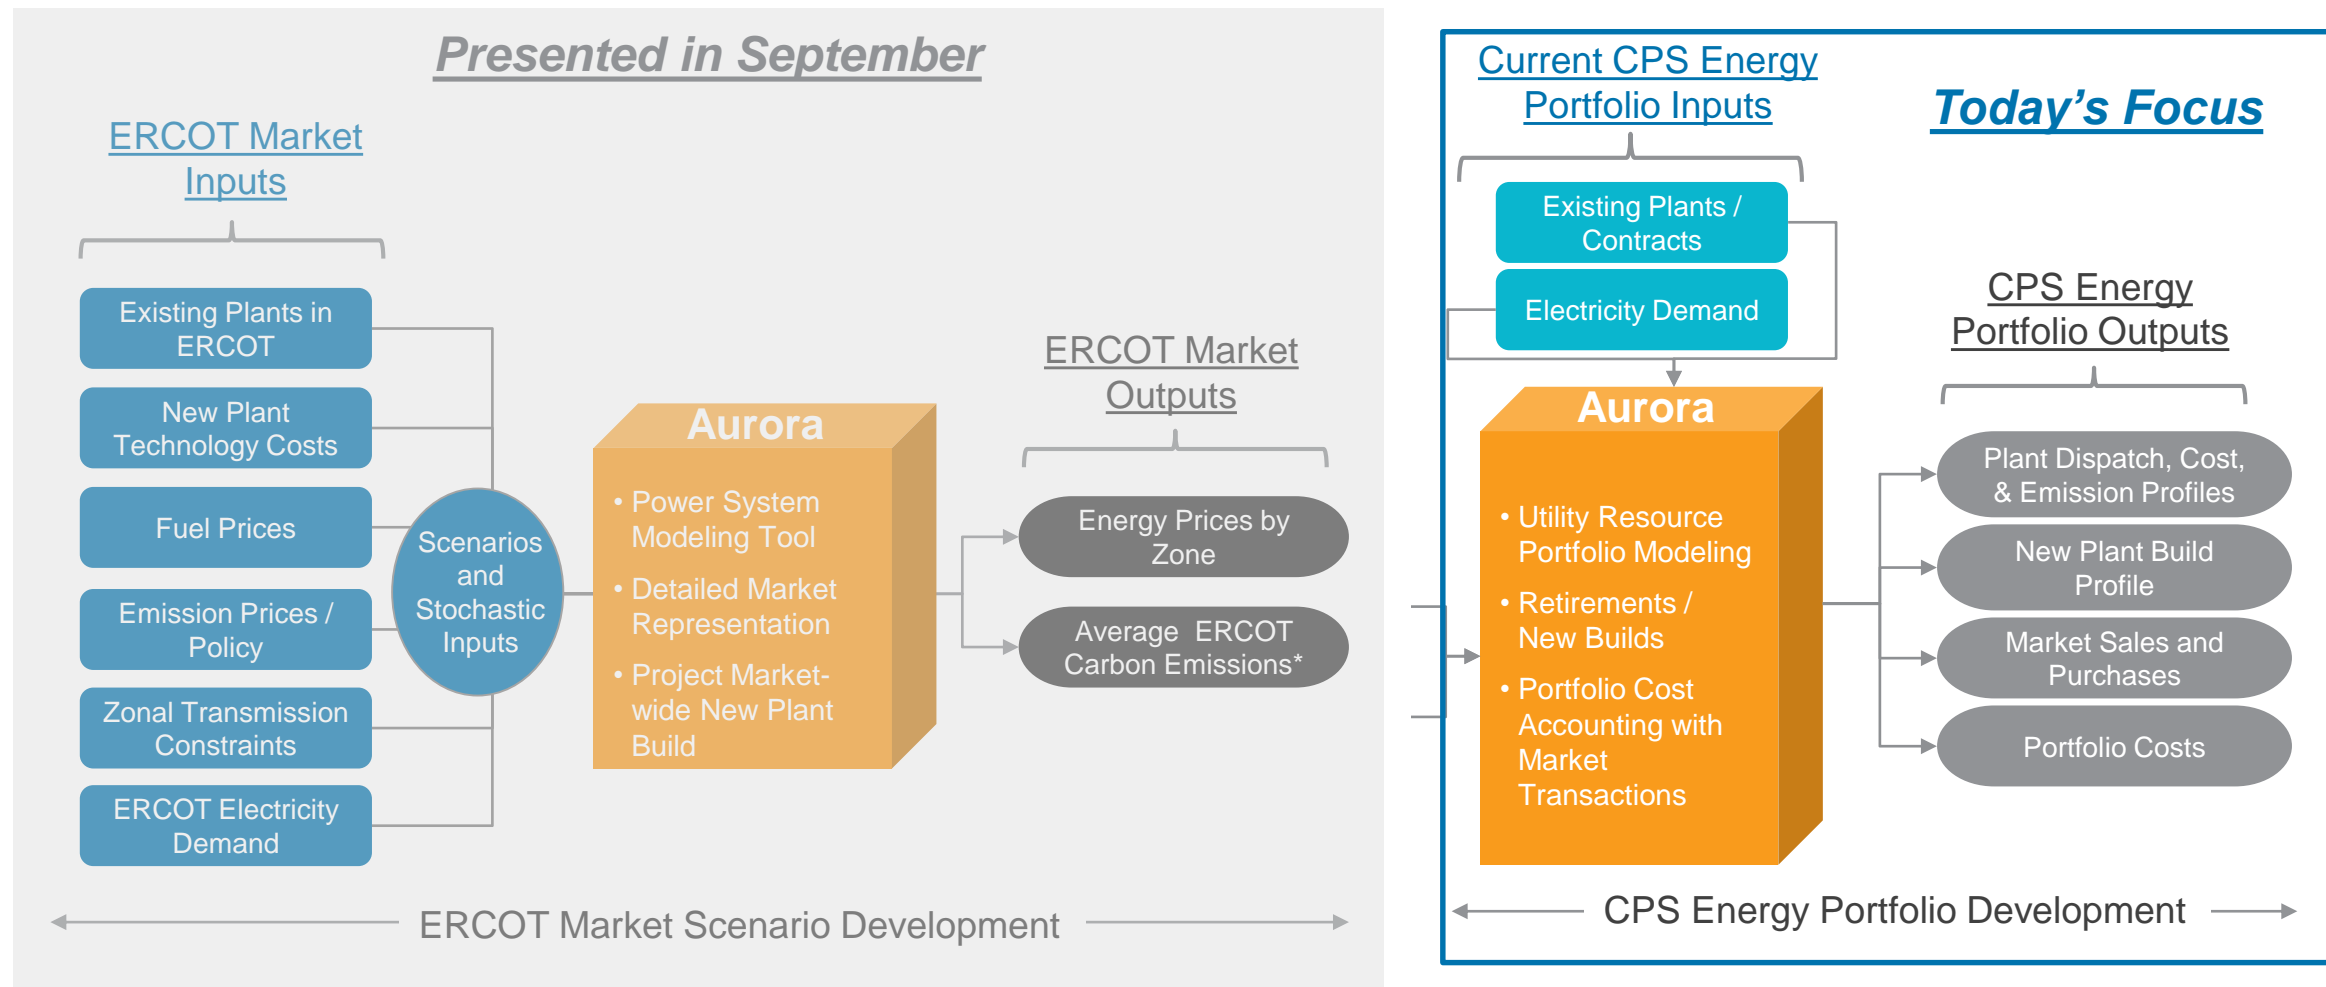 Presented in September
ERCOT Market
Inputs
Existing Plants in
ERCOT
New Plant
Technology Costs
Fuel Prices
Emission Prices /
Policy
Zonal Transmission
Constraints
ERCOT Electricity
Demand
Scenarios
and
Stochastic
Inputs
Aurora
• Power System
Modeling Tool
• Detailed Market
Representation
• Project Market-
wide New Plant
Build
ERCOT Market
Outputs
Energy Prices by
Zone
Average ERCOT
Carbon Emissions*
ERCOT Market Scenario Development
Today's Focus
Current CPS Energy
Portfolio Inputs
Existing Plants /
Contracts
Electricity Demand
Aurora
• Utility Resource
Portfolio Modeling
• Retirements /
New Builds
• Portfolio Cost
Accounting with
Market
Transactions
CPS Energy
Portfolio Outputs
Plant Dispatch, Cost,
& Emission Profiles
New Plant Build
Profile
Market Sales and
Purchases
Portfolio Costs
CPS Energy Portfolio Development